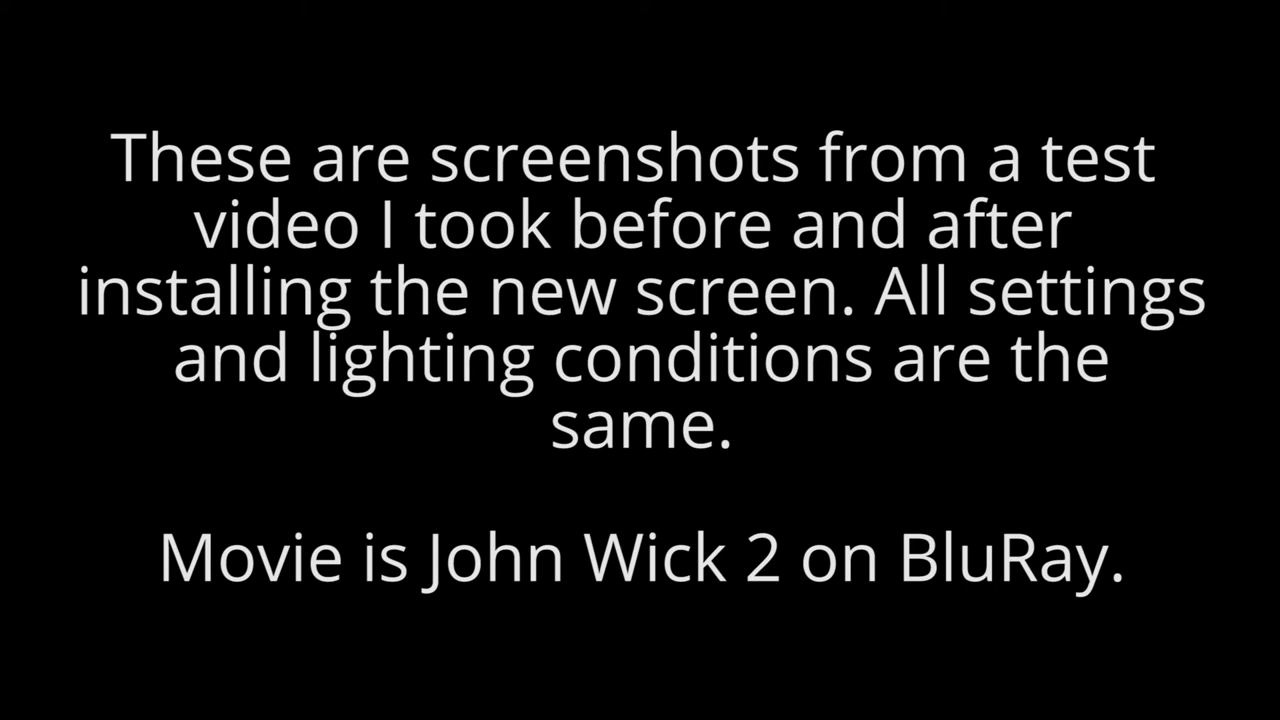 These are screenshots from a test
video I took before and after
installing the new screen. All settings
and lighting conditions are the
same.
Movie is John Wick 2 on BluRay.